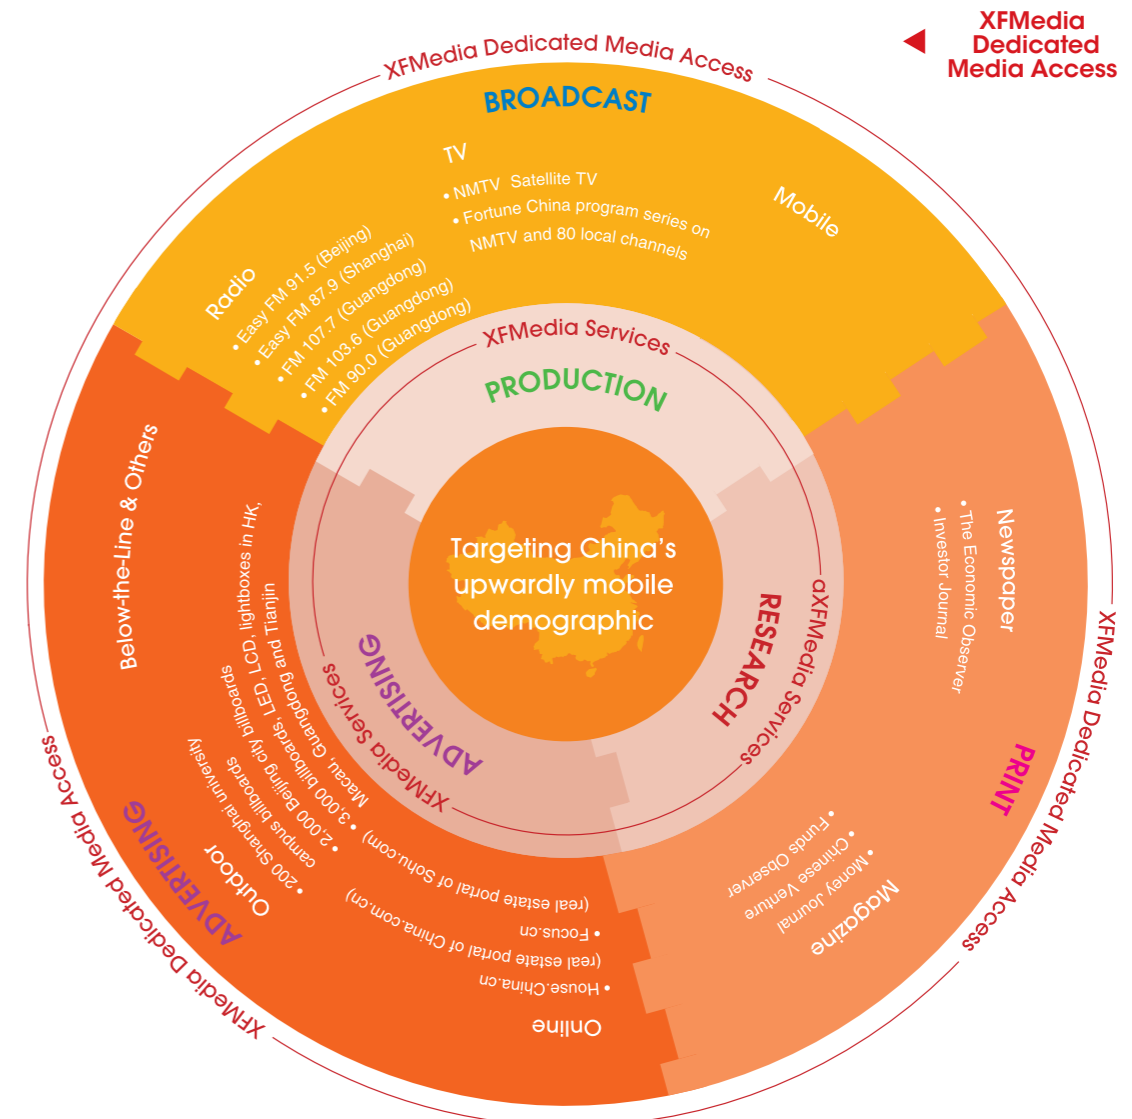 XFMedia
Dedicated
Media Access
XFMedia Dedicated Media Access
BROADCAST
TV
• NMTV Satellite TV
• Fortune China program series on
NMTV and 80 local channels
Mobile
Radio
• Easy FM 91.5 (Beijing)
• Easy FM 87.9 (Shanghai)
• FM 107.7 (Guangdong)
• FM 103.6 (Guangdong)
• FM 90.0 (Guangdong)
XFMedia Services
PRODUCTION
Targeting China's
upwardly mobile
demographic
aXFMedia Services
RESEARCH
XFMedia Services
ADVERTISING
XFMedia Dedicated Media Access
PRINT
Newspaper
• The Economic Observer
• Investor Journal
Magazine
• Money Journal
• Chinese Venture
• Funds Observer
XFMedia Dedicated Media Access
ADVERTISING
Below-the-Line & Others
Outdoor
• 200 Shanghai university
campus billboards
• 2,000 Beijing city billboards
• 3,000 billboards, LED, LCD, lightboxes in HK,
Macau, Guangdong and Tianjin
Online
• House.China.cn
(real estate portal of China.com.cn)
• Focus.cn
(real estate portal of Sohu.com)